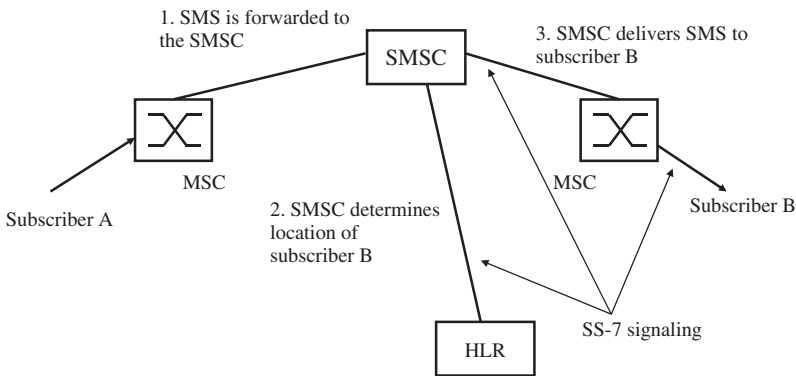 1. SMS is forwarded to
the SMSC
SMSC
3. SMSC delivers SMS to
subscriber B
MSC
MSC
Subscriber A
Subscriber B
2. SMSC determines
location of
subscriber B
SS-7 signaling
HLR